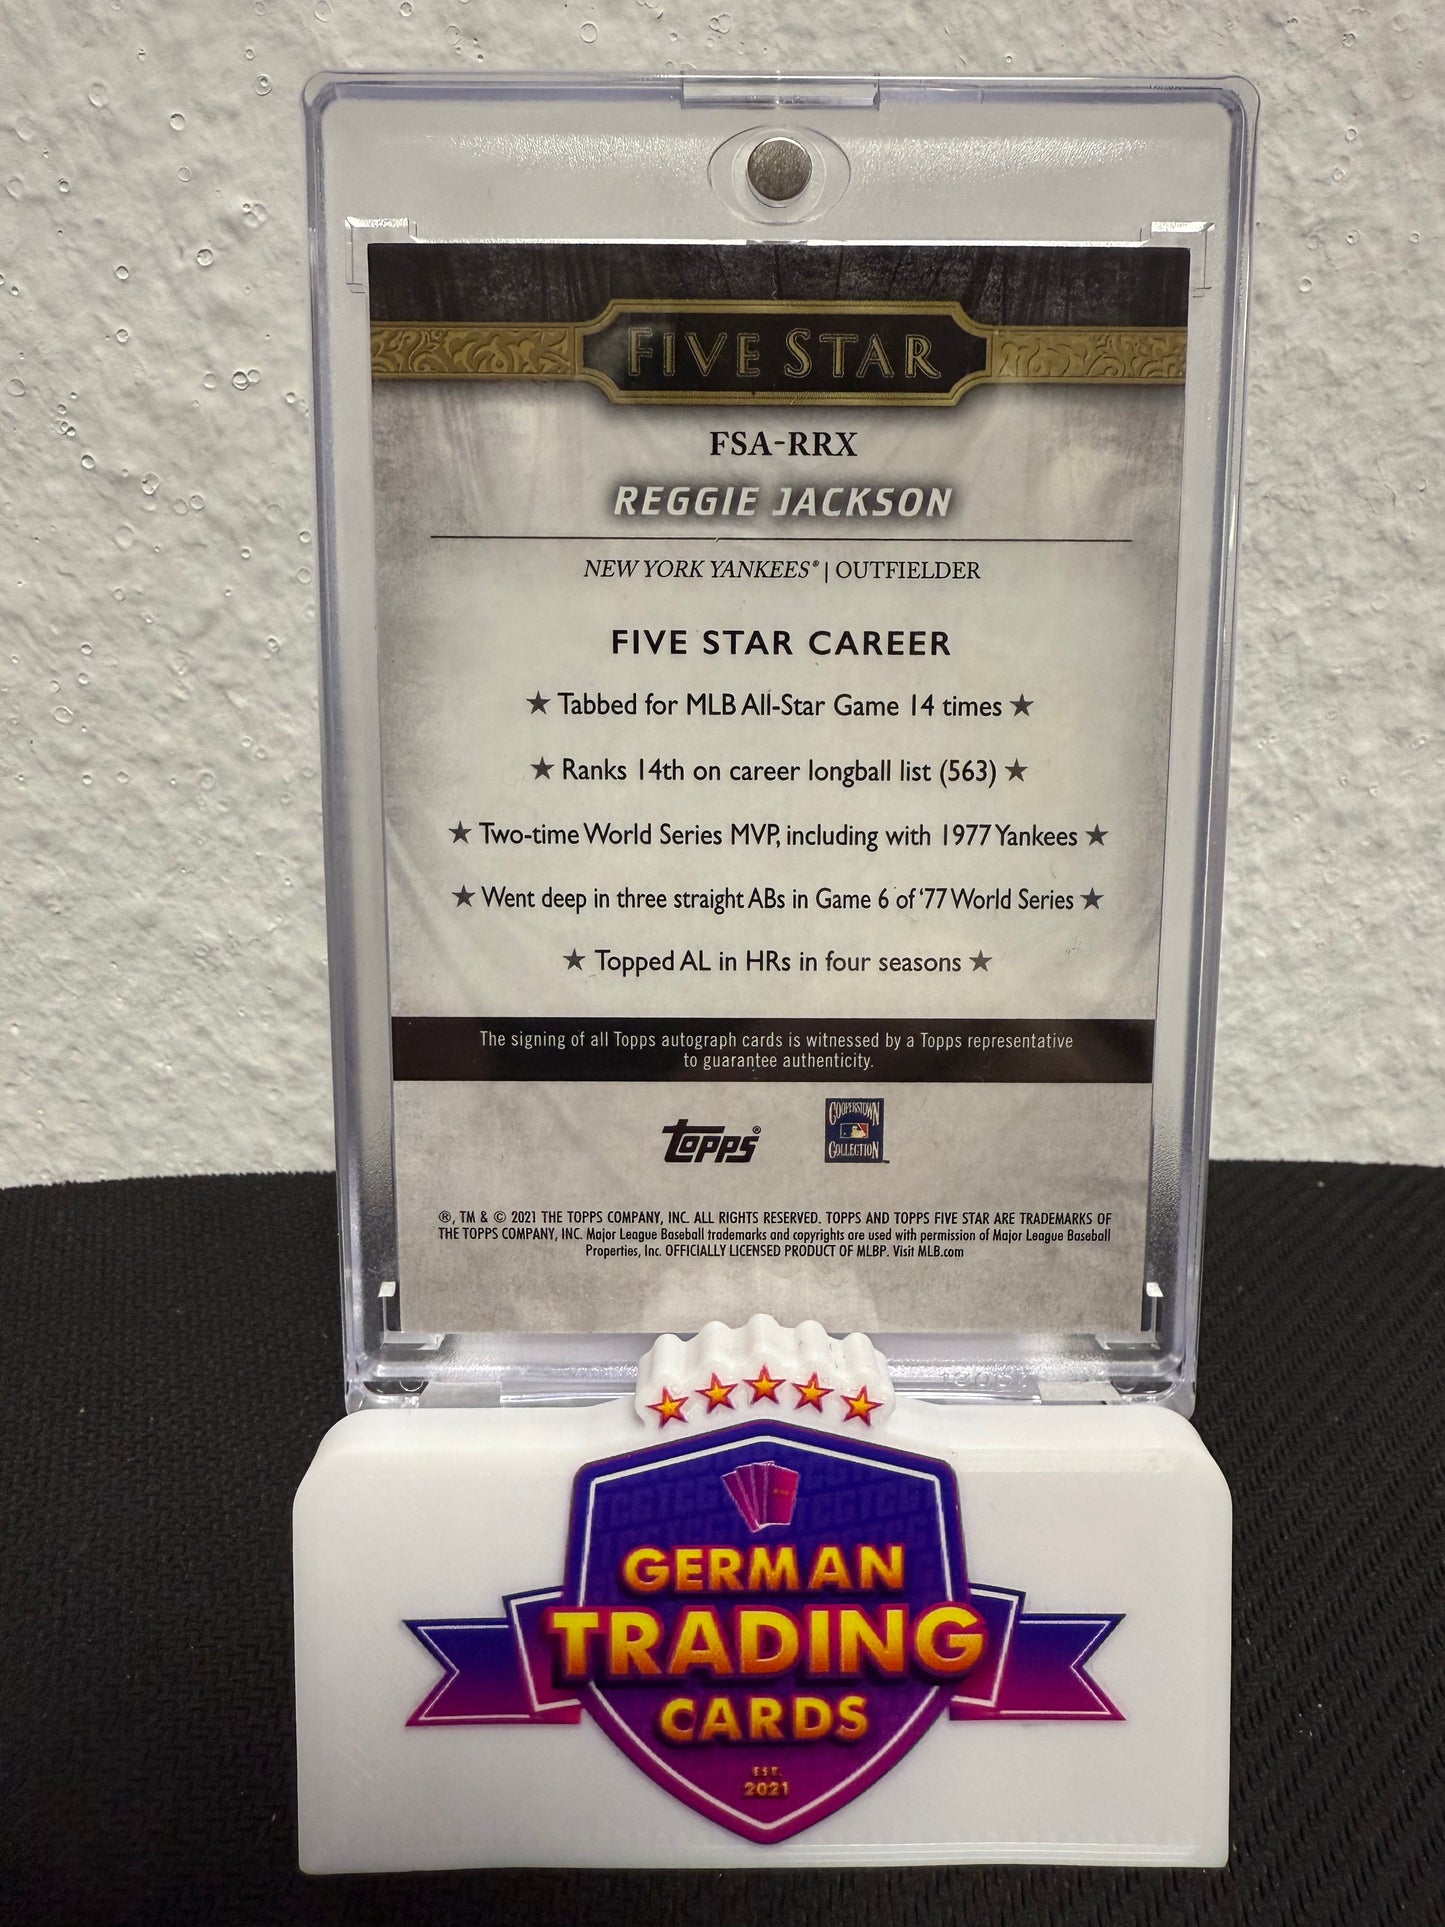 FIVE STAR
FSA-RRX
REGGIE JACKSON
NEW YORK YANKEES® | OUTFIELDER
FIVE STAR CAREER
★ Tabbed for MLB All-Star Game 14 times ★
★ Ranks 14th on career longball list (563) ★
★ Two-time World Series MVP, including with 1977 Yankees ★
★ Went deep in three straight ABs in Game 6 of '77 World Series ★
★ Topped AL in HRs in four seasons ★
The signing of all Topps autograph cards is witnessed by a Topps representative
to guarantee authenticity.
Topps®
COOPERSTOWN
COLLECTION
®, TM & © 2021 THE TOPPS COMPANY, INC. ALL RIGHTS RESERVED. TOPPS AND TOPPS FIVE STAR ARE TRADEMARKS OF
THE TOPPS COMPANY, INC. Major League Baseball trademarks and copyrights are used with permission of Major League Baseball
Properties, Inc. OFFICIALLY LICENSED PRODUCT OF MLBP. Visit MLB.com
GERMAN
TRADING
CARDS
EST.
2021